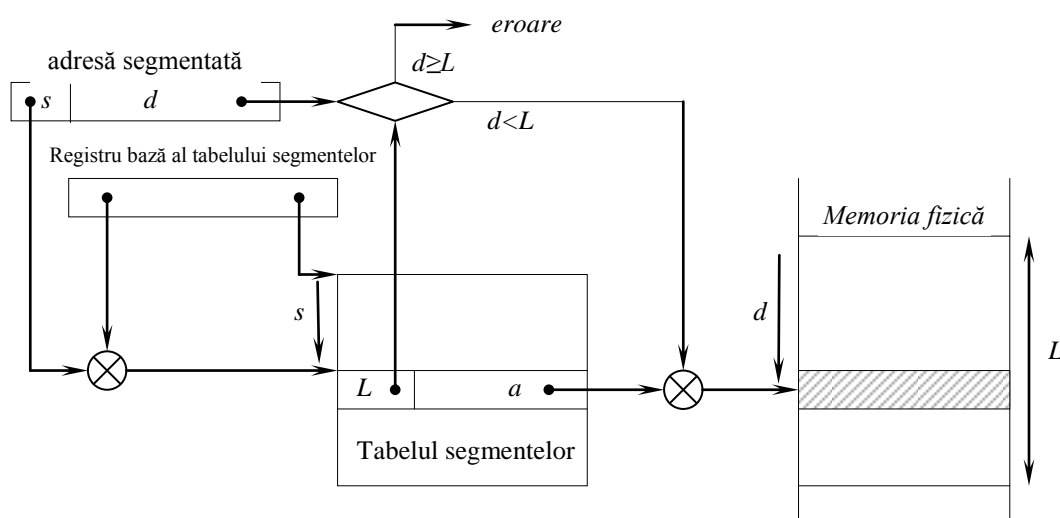 eroare
adresă segmentată
d≥L
s
d
d<L
Registru bază al tabelului segmentelor
Memoria fizică
s
d
L
L
a
Tabelul segmentelor